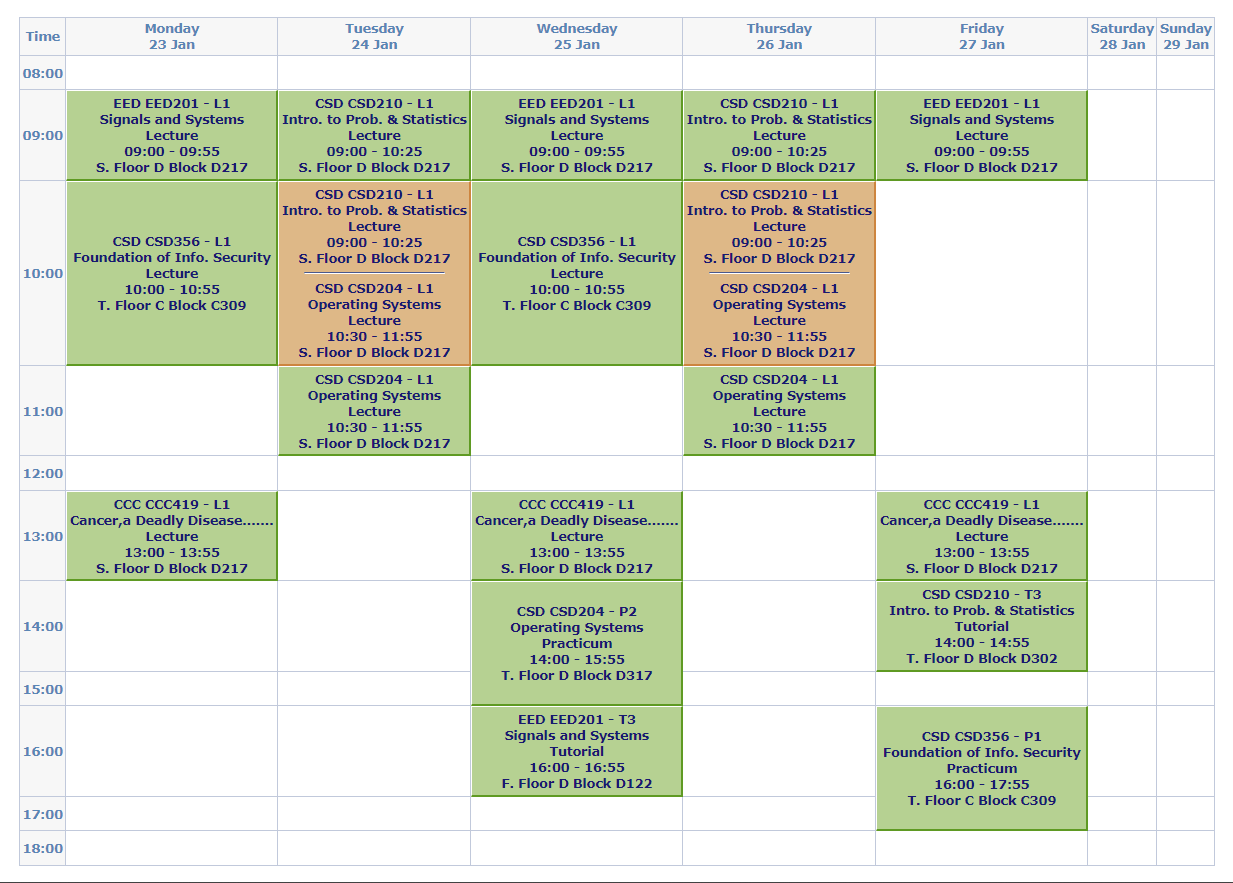 Time
Monday
23 Jan
Tuesday
24 Jan
Wednesday
25 Jan
Thursday
26 Jan
Friday
27 Jan
Saturday
28 Jan
Sunday
29 Jan
08:00
09:00
EED EED201 - L1
Signals and Systems
Lecture
09:00 - 09:55
S. Floor D Block D217
CSD CSD210 - L1
Intro. to Prob. & Statistics
Lecture
09:00 - 10:25
S. Floor D Block D217
EED EED201 - L1
Signals and Systems
Lecture
09:00 - 09:55
S. Floor D Block D217
CSD CSD210 - L1
Intro. to Prob. & Statistics
Lecture
09:00 - 10:25
S. Floor D Block D217
EED EED201 - L1
Signals and Systems
Lecture
09:00 - 09:55
S. Floor D Block D217
10:00
CSD CSD356 - L1
Foundation of Info. Security
Lecture
10:00 - 10:55
T. Floor C Block C309
CSD CSD210 - L1
Intro. to Prob. & Statistics
Lecture
09:00 - 10:25
S. Floor D Block D217
CSD CSD204 - L1
Operating Systems
Lecture
10:30 - 11:55
S. Floor D Block D217
CSD CSD356 - L1
Foundation of Info. Security
Lecture
10:00 - 10:55
T. Floor C Block C309
CSD CSD210 - L1
Intro. to Prob. & Statistics
Lecture
09:00 - 10:25
S. Floor D Block D217
CSD CSD204 - L1
Operating Systems
Lecture
10:30 - 11:55
S. Floor D Block D217
11:00
CSD CSD204 - L1
Operating Systems
Lecture
10:30 - 11:55
S. Floor D Block D217
CSD CSD204 - L1
Operating Systems
Lecture
10:30 - 11:55
S. Floor D Block D217
12:00
13:00
CCC CCC419 - L1
Cancer,a Deadly Disease.......
Lecture
13:00 - 13:55
S. Floor D Block D217
CCC CCC419 - L1
Cancer,a Deadly Disease.......
Lecture
13:00 - 13:55
S. Floor D Block D217
CCC CCC419 - L1
Cancer,a Deadly Disease.......
Lecture
13:00 - 13:55
S. Floor D Block D217
14:00
CSD CSD204 - P2
Operating Systems
Practicum
14:00 - 15:55
T. Floor D Block D317
CSD CSD210 - T3
Intro. to Prob. & Statistics
Tutorial
14:00 - 14:55
T. Floor D Block D302
15:00
16:00
EED EED201 - T3
Signals and Systems
Tutorial
16:00 - 16:55
F. Floor D Block D122
CSD CSD356 - P1
Foundation of Info. Security
Practicum
16:00 - 17:55
T. Floor C Block C309
17:00
18:00